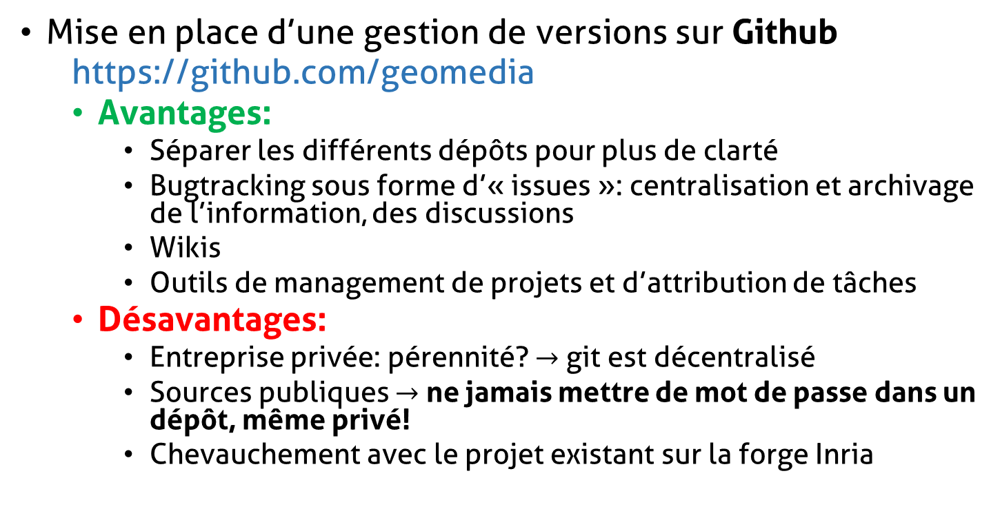 • Mise en place d’une gestion de versions sur Github
https://github.com/geomedia
• Avantages:
• Séparer les différents dépôts pour plus de clarté
• Bugtracking sous forme d’« issues »: centralisation et archivage
de l’information, des discussions
• Wikis
• Outils de management de projets et d’attribution de tâches
• Désavantages:
• Entreprise privée: pérennité? → git est décentralisé
• Sources publiques → ne jamais mettre de mot de passe dans un
dépôt, même privé!
• Chevauchement avec le projet existant sur la forge Inria